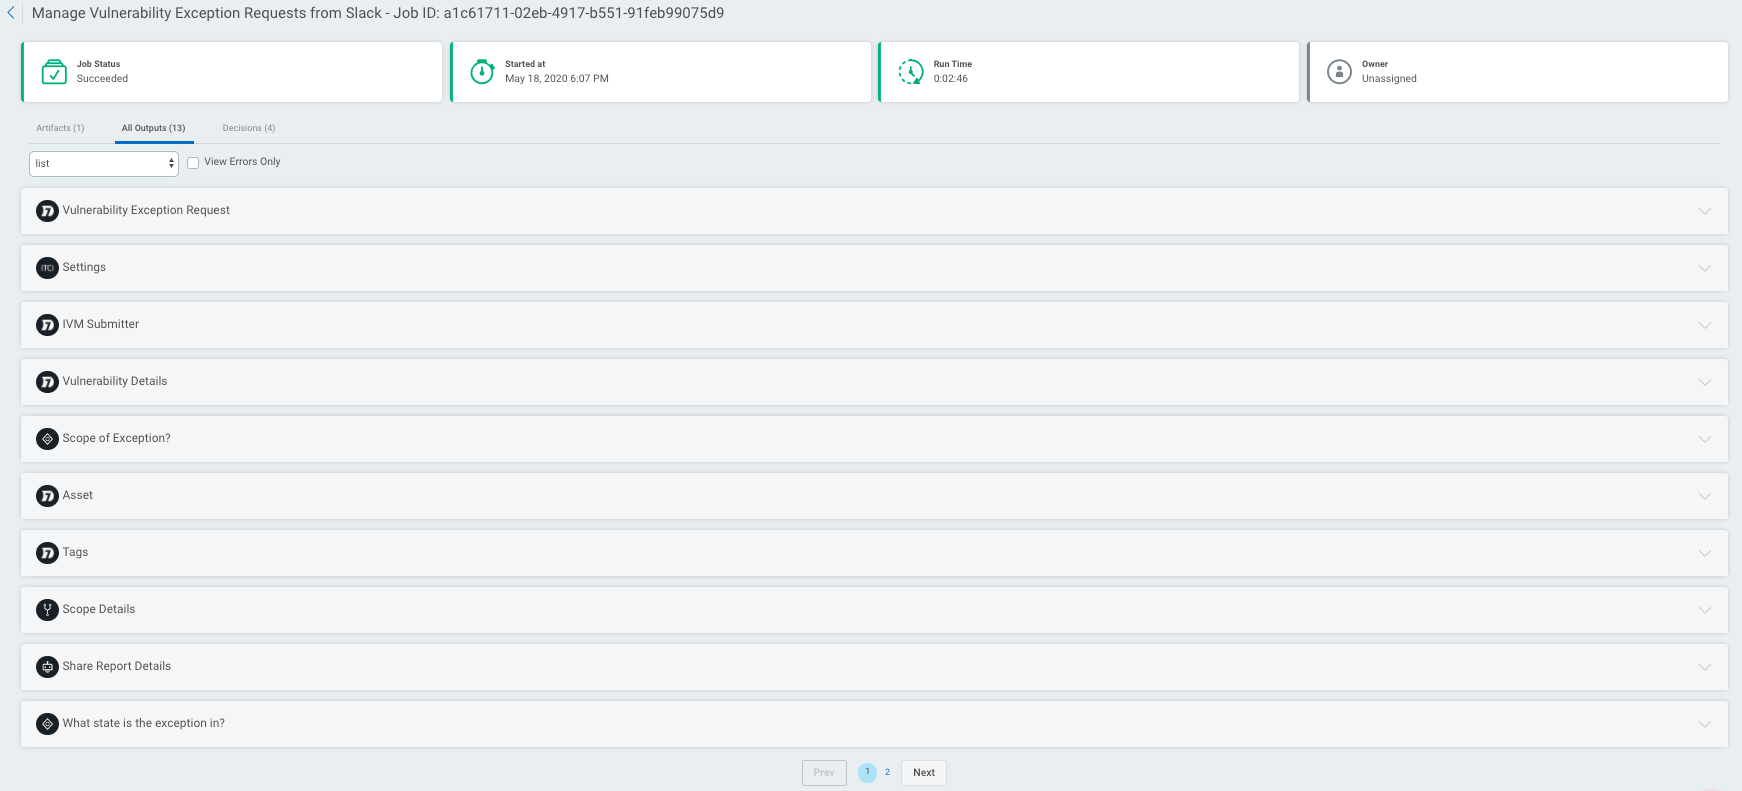 Manage Vulnerability Exception Requests from Slack - Job ID: a1c61711-02eb-4917-b551-91feb99075d9
Job Status
Succeeded
Started at
May 18, 2020 6:07 PM
Run Time
0:02:46
Owner
Unassigned
Artifacts (1)
All Outputs (13)
Decisions (4)
list
View Errors Only
Vulnerability Exception Request
Settings
IVM Submitter
Vulnerability Details
Scope of Exception?
Asset
Tags
Scope Details
Share Report Details
What state is the exception in?
Prev 1 2 Next